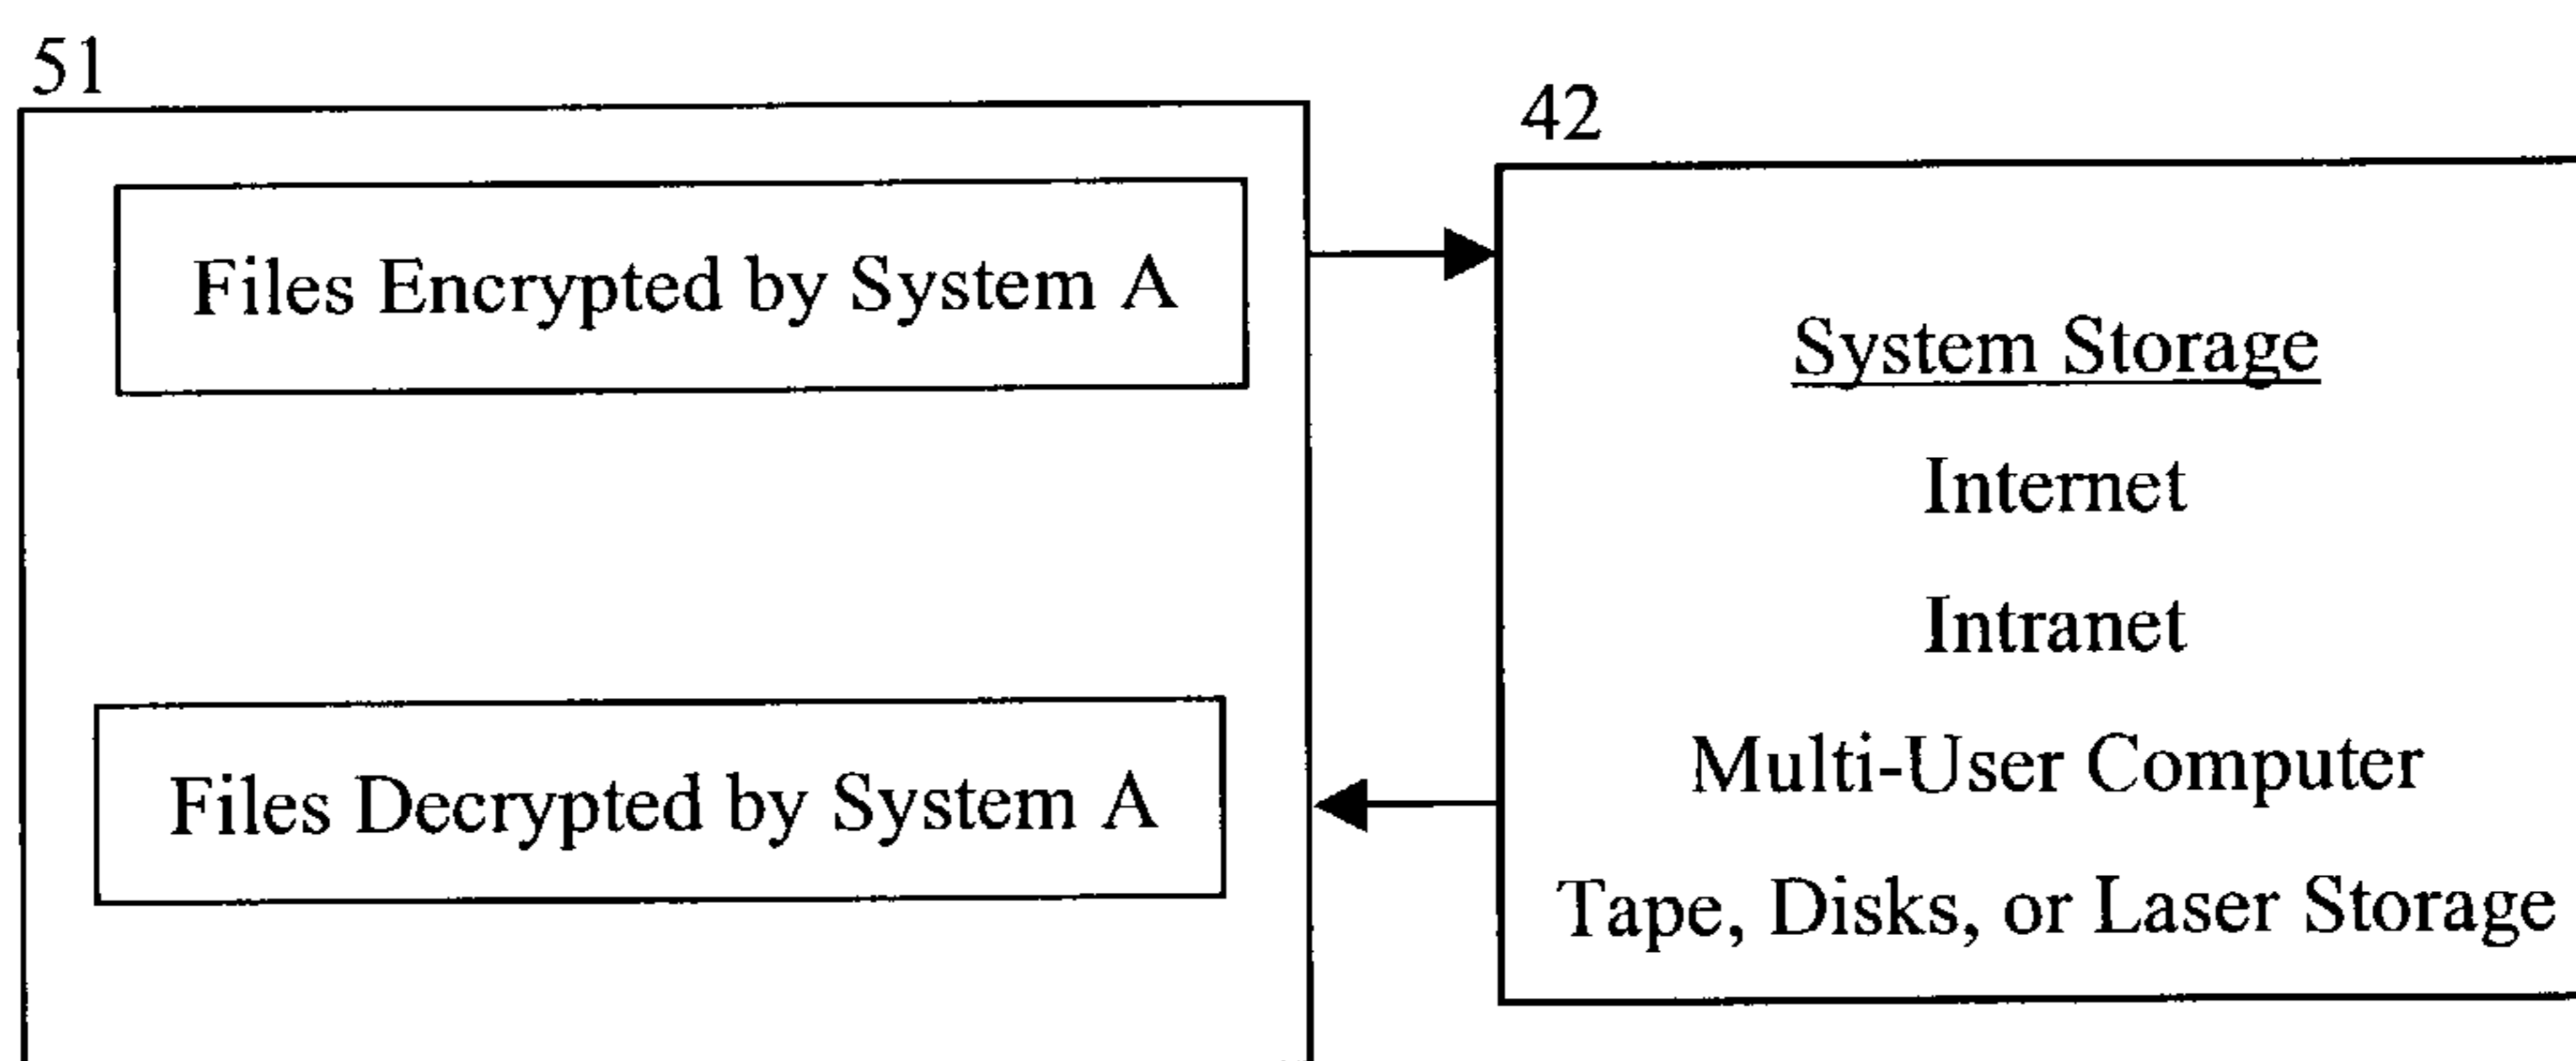 51
Files Encrypted by System A
Files Decrypted by System A
42
System Storage
Internet
Intranet
Multi-User Computer
Tape, Disks, or Laser Storage